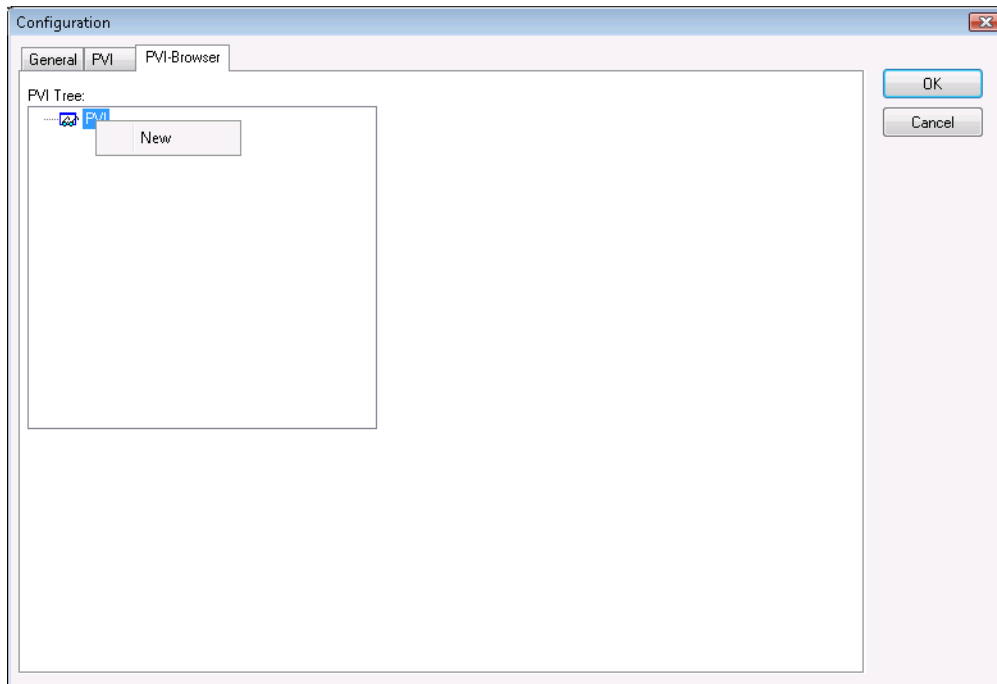 Configuration
General PVI PVI-Browser
PVI Tree:
PVI
New
OK
Cancel